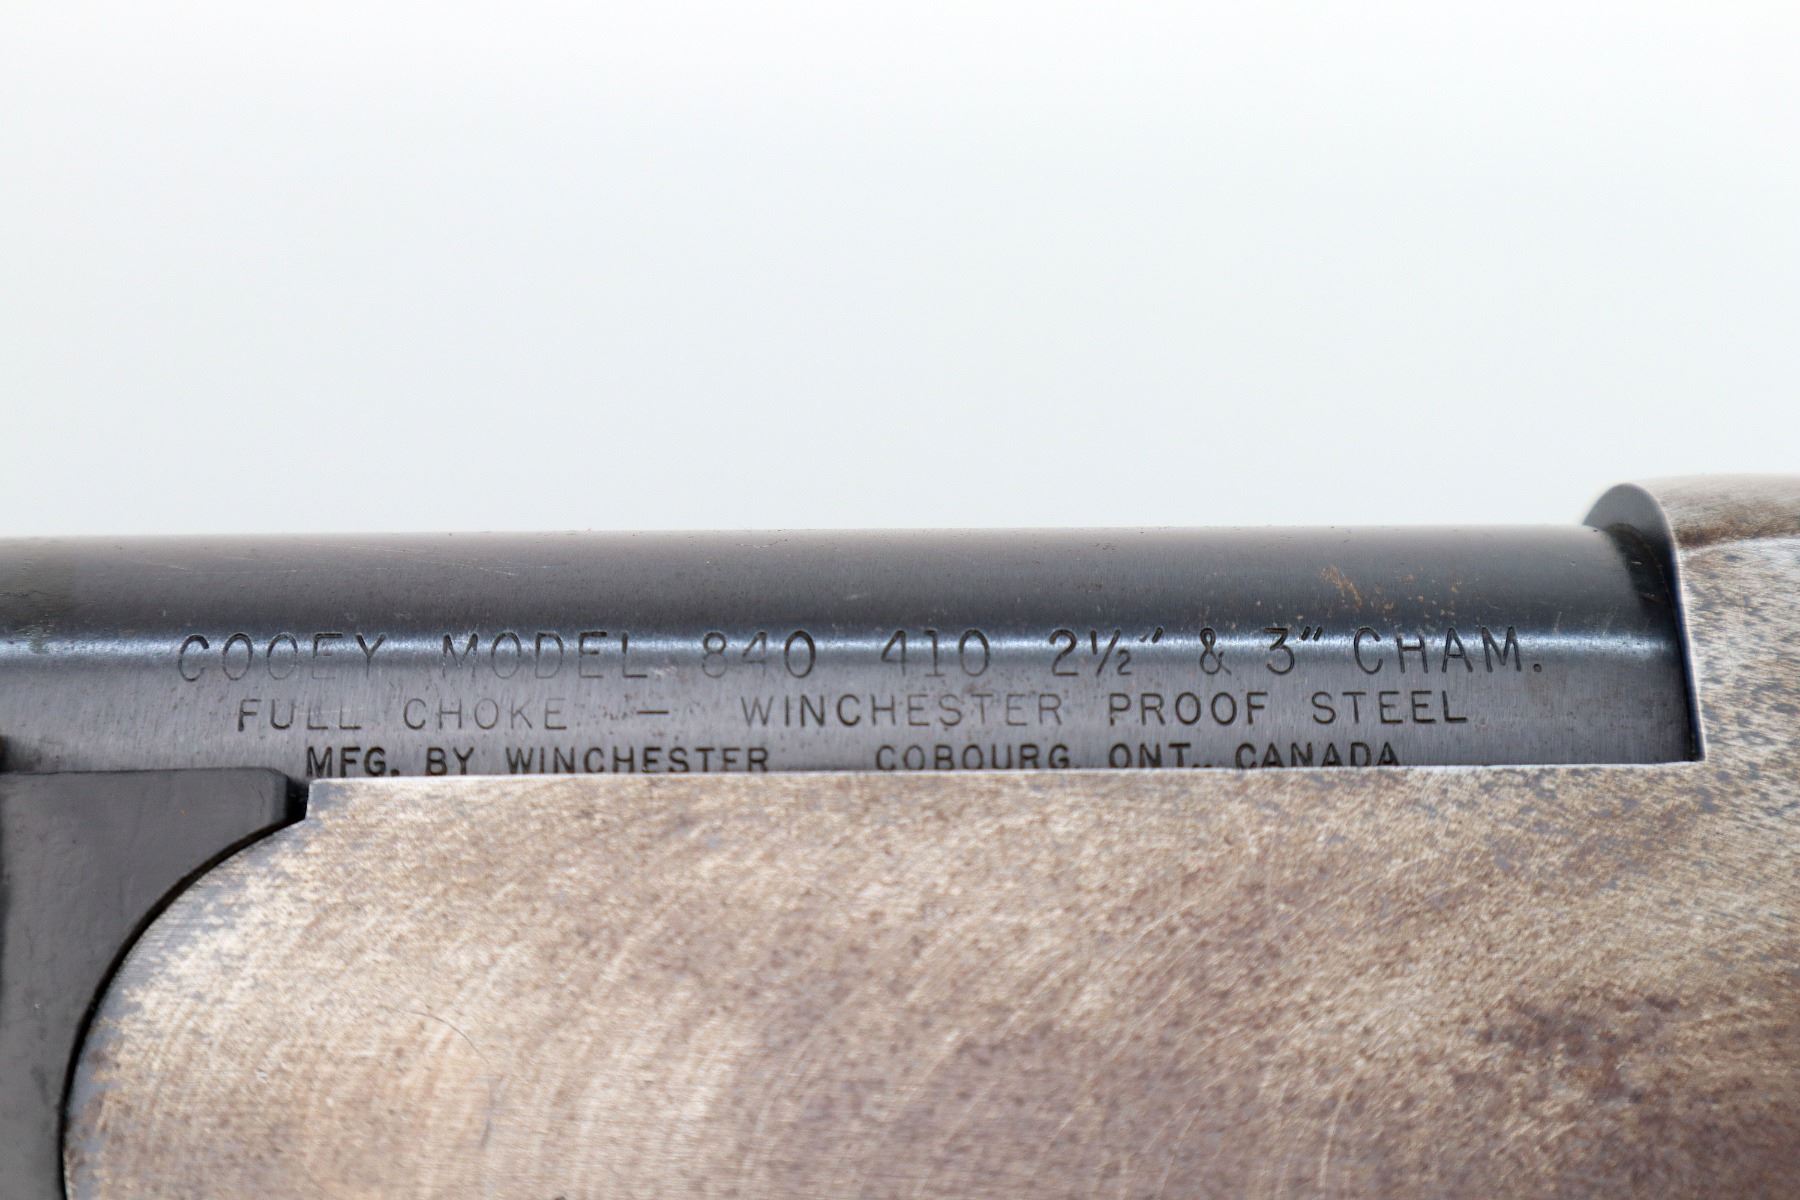 COOEY MODEL 840 410 2½" & 3" CHAM.
FULL CHOKE — WINCHESTER PROOF STEEL
MFG. BY WINCHESTER COBOURG ONT., CANADA